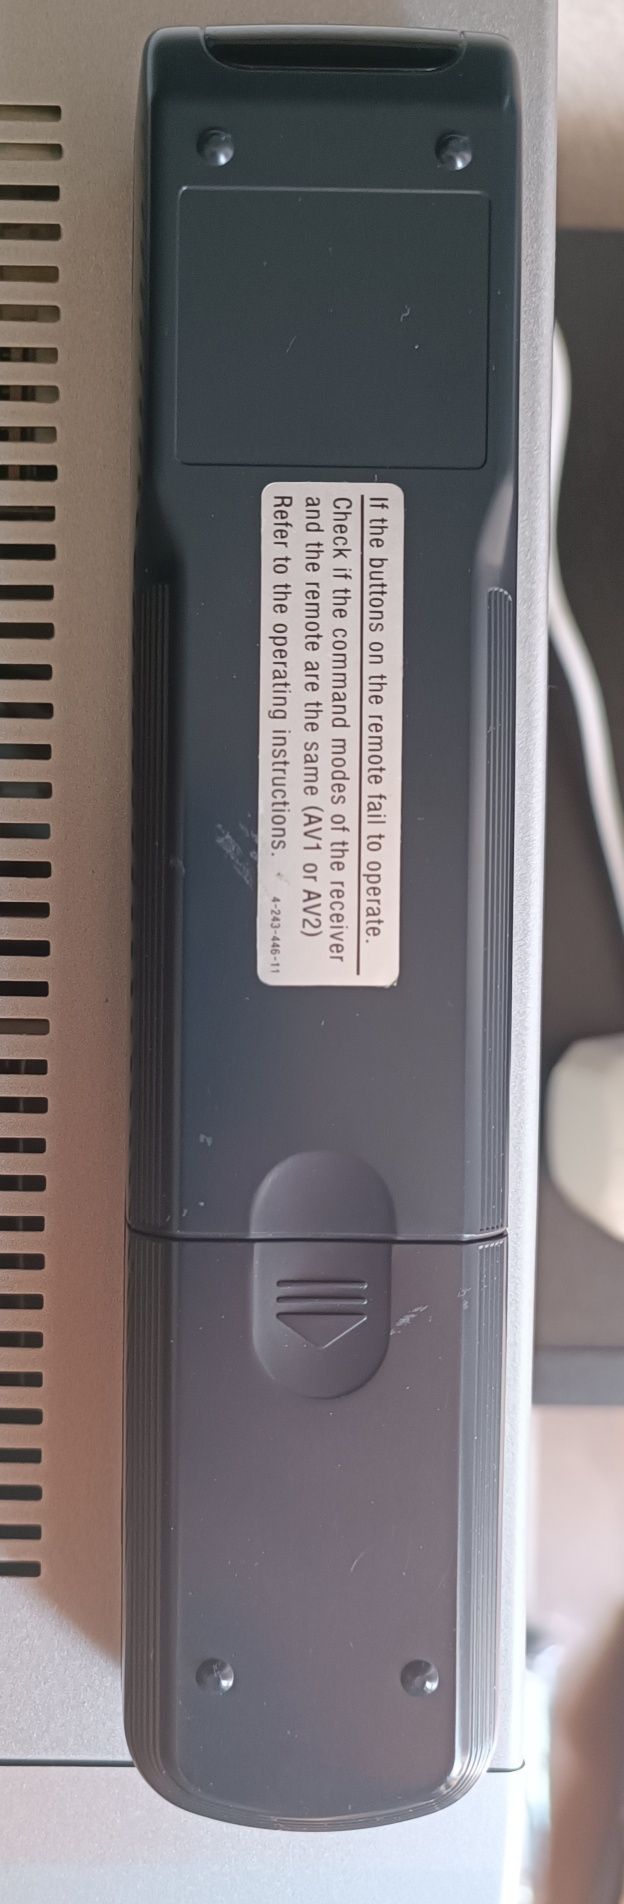 If the buttons on the remote fail to operate.
Check if the command modes of the receiver
and the remote are the same (AV1 or AV2)
Refer to the operating instructions.
4-243-446-11